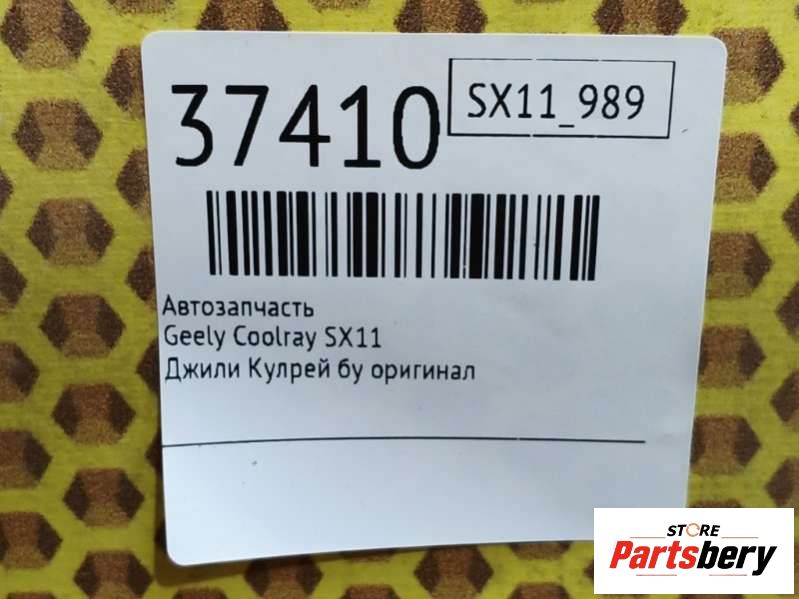 37410
SX11_989
Автозапчасть
Geely Coolray SX11
Джили Кулрей бу оригинал
STORE
Partsbery